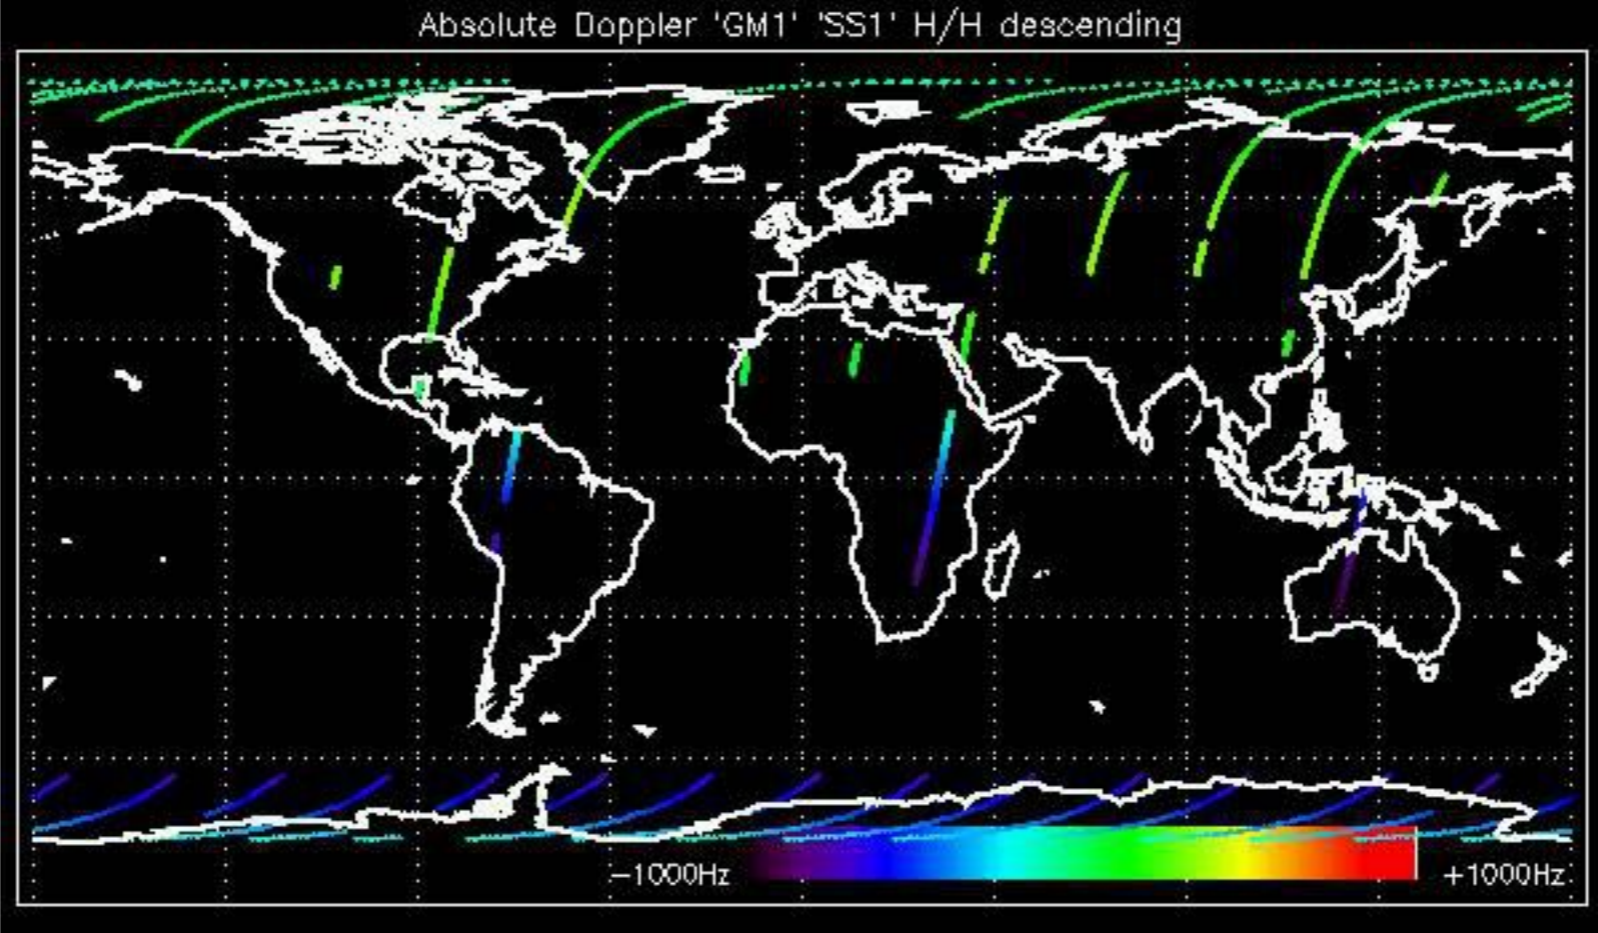 Absolute Doppler 'GM1' 'SS1' H/H descending
−1000Hz
+1000Hz